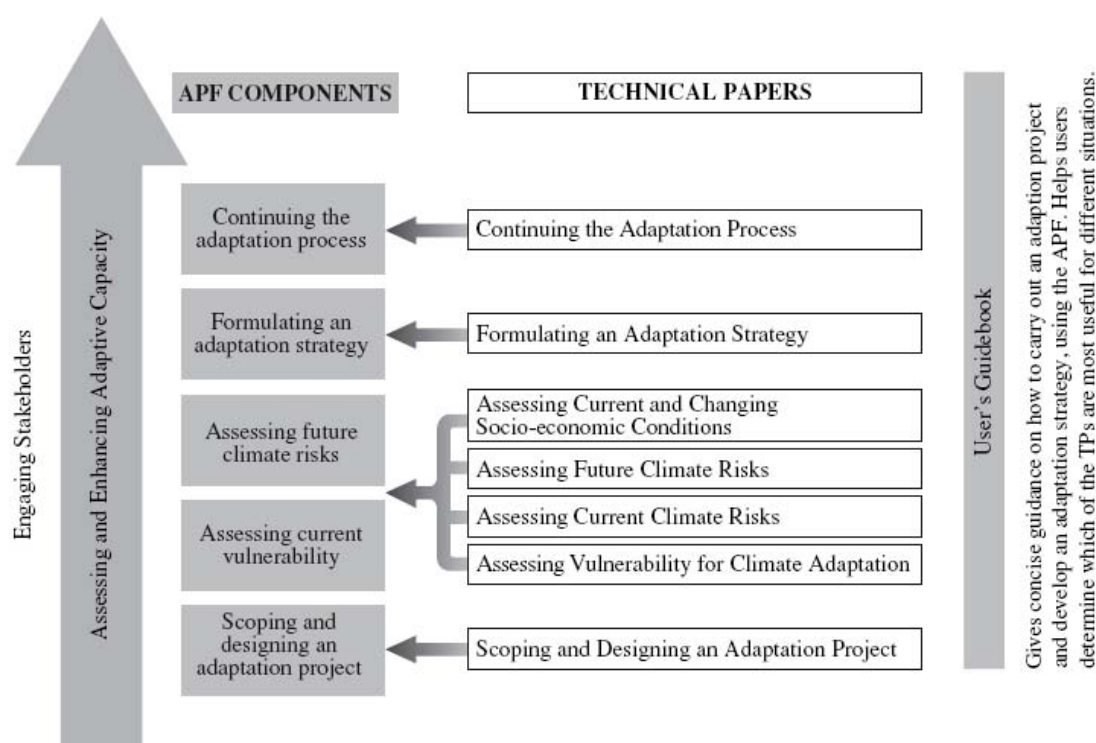 Engaging Stakeholders
Assessing and Enhancing Adaptive Capacity
APF COMPONENTS
Continuing the
adaptation process
Formulating an
adaptation strategy
Assessing future
climate risks
Assessing current
vulnerability
Scoping and
designing an
adaptation project
TECHNICAL PAPERS
Continuing the Adaptation Process
Formulating an Adaptation Strategy
Assessing Current and Changing
Socio-economic Conditions
Assessing Future Climate Risks
Assessing Current Climate Risks
Assessing Vulnerability for Climate Adaptation
Scoping and Designing an Adaptation Project
User's Guidebook
Gives concise guidance on how to carry out an adaption project
and develop an adaptation strategy, using the APF. Helps users
determine which of the TPs are most useful for different situations.